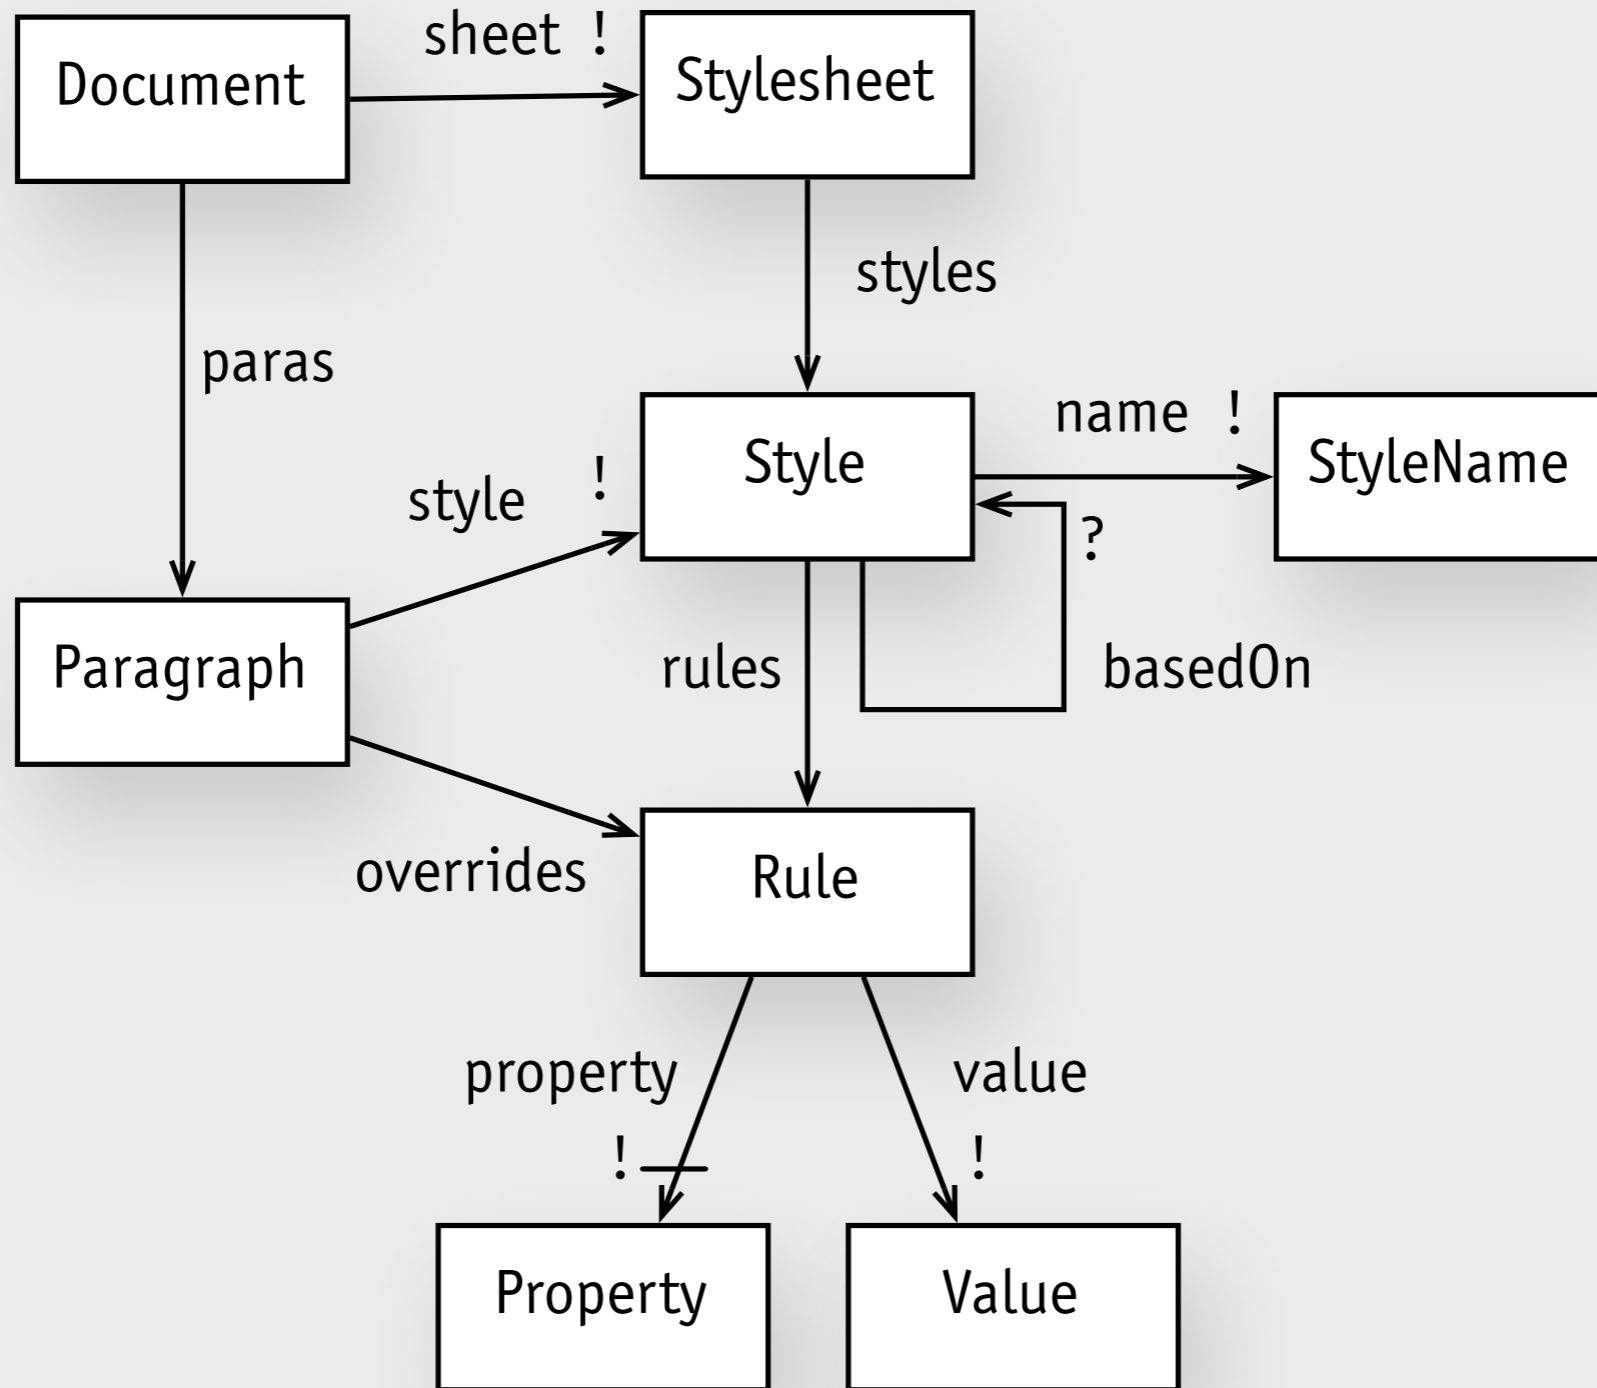 sheet !
Document
Stylesheet
styles
paras
name !
Style
StyleName
style
!
?
Paragraph
rules
basedOn
overrides
Rule
property
value
!
!
Property
Value